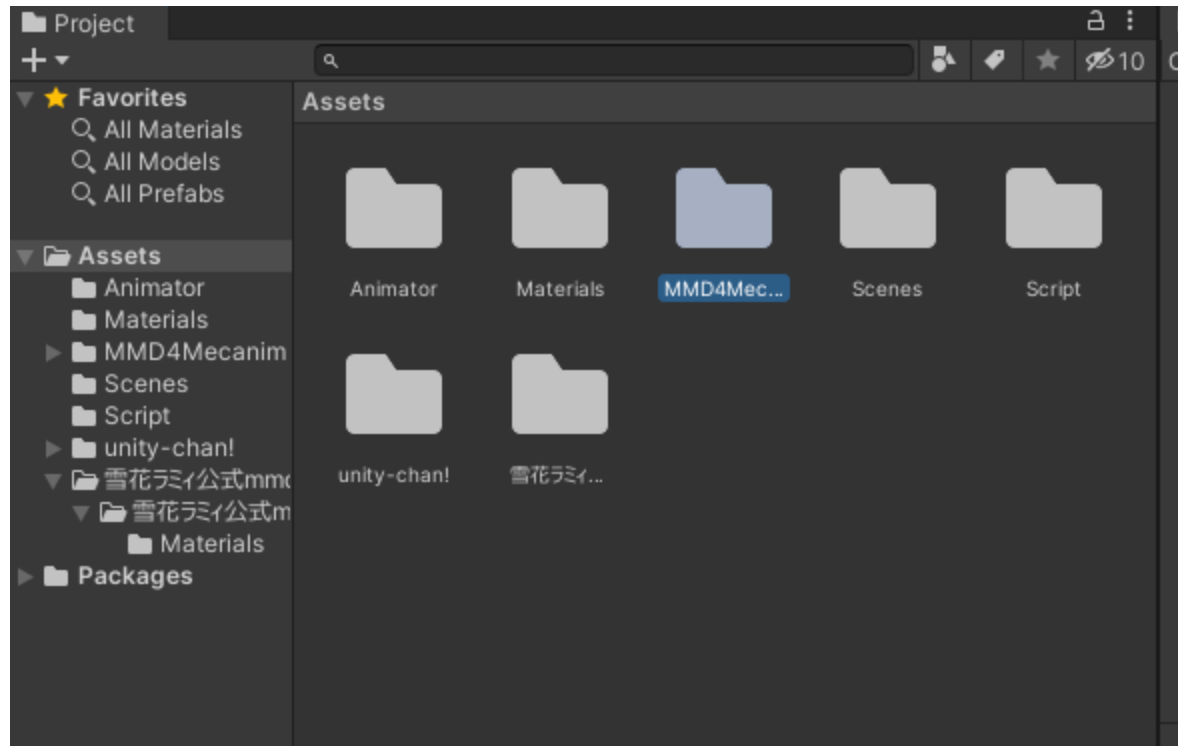 Project
10
Favorites
All Materials
All Models
All Prefabs
Assets
Animator
Materials
MMD4Mecanim
Scenes
Script
unity-chan!
雪花ラミィ公式mmd
雪花ラミィ公式m
Materials
Packages
Assets
Animator
Materials
MMD4Mec...
Scenes
Script
unity-chan!
雪花ラミィ...